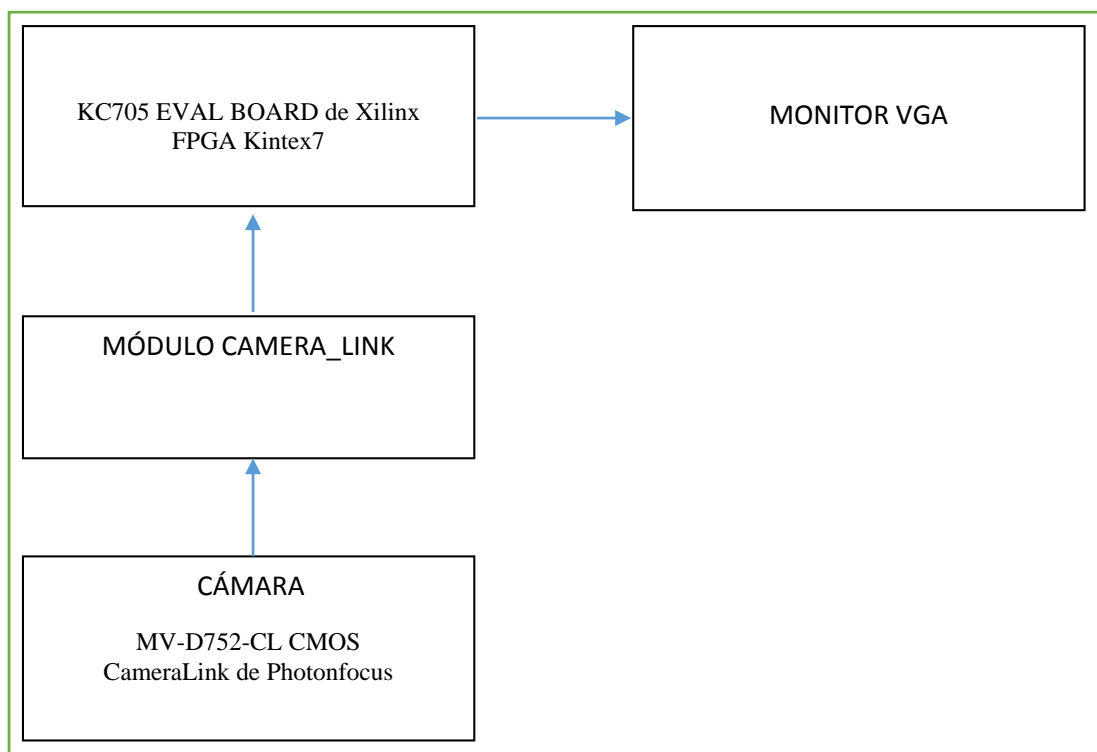 KC705 EVAL BOARD de Xilinx
FPGA Kintex7
MONITOR VGA
MÓDULO CAMERA_LINK
CÁMARA
MV-D752-CL CMOS
CameraLink de Photonfocus